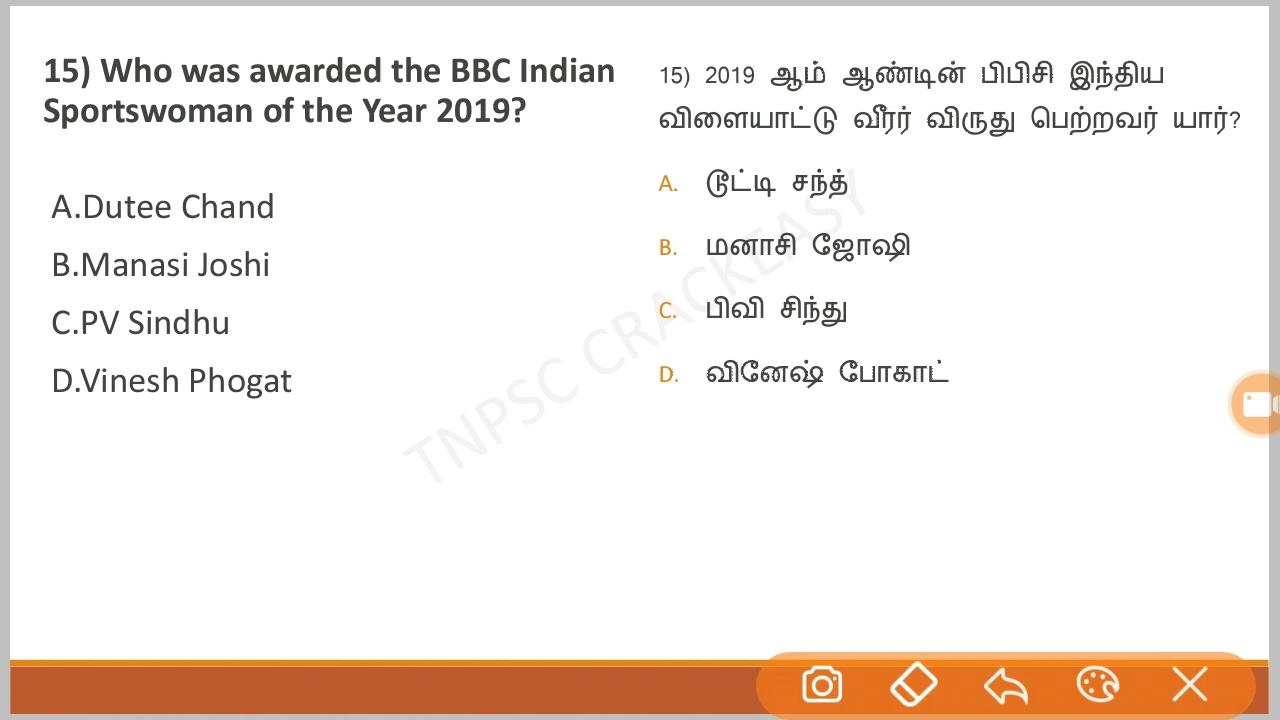 15) Who was awarded the BBC Indian
Sportswoman of the Year 2019?
A.Dutee Chand
B.Manasi Joshi
C.PV Sindhu
D.Vinesh Phogat
15) 2019 ஆம் ஆண்டின் பிபிசி இந்திய
விளையாட்டு வீரர் விருது பெற்றவர் யார்?
A. டூட்டி சந்த்
B. மனாசி ஜோஷி
C. பிவி சிந்து
D. வினேஷ் போகாட்
TNPSC CRACKEASY